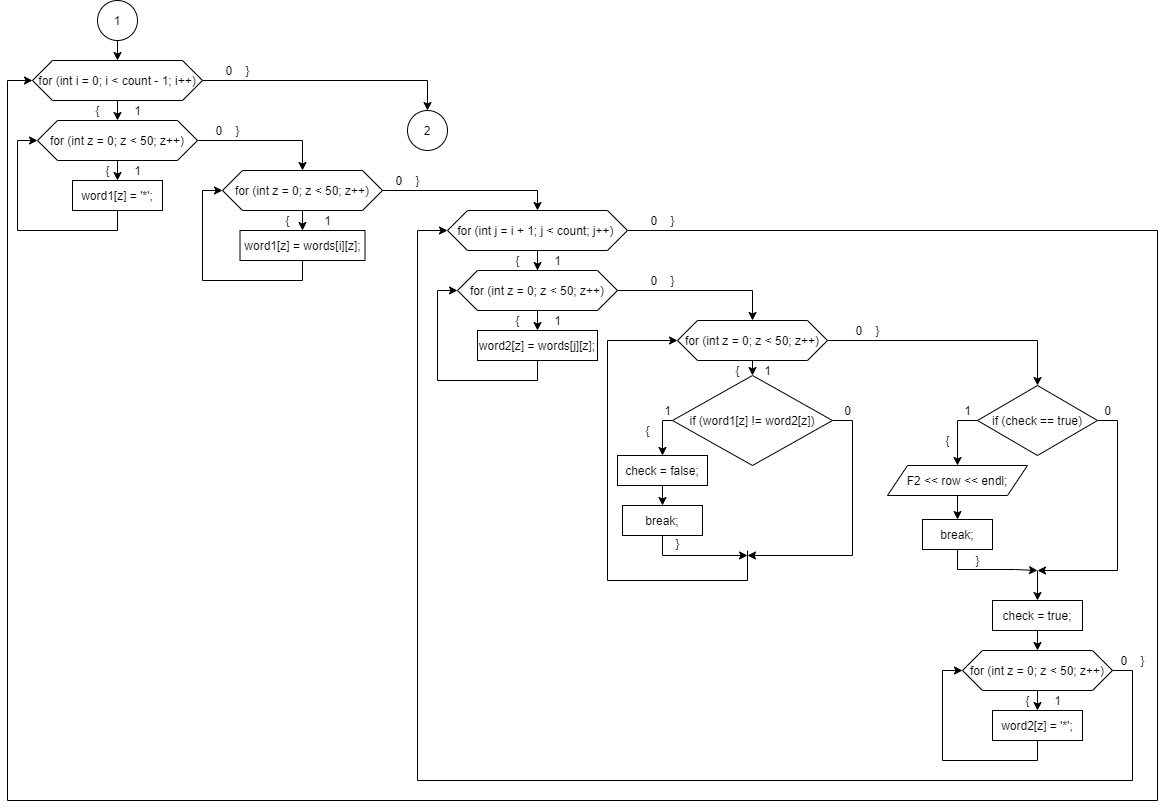 1
for (int i = 0; i < count - 1; i++)
0 }
{ 1
2
for (int z = 0; z < 50; z++)
0 }
{ 1
word1[z] = '*';
for (int z = 0; z < 50; z++)
0 }
{ 1
word1[z] = words[i][z];
for (int j = i + 1; j < count; j++)
0 }
{ 1
for (int z = 0; z < 50; z++)
0 }
{ 1
word2[z] = words[j][z];
for (int z = 0; z < 50; z++)
0 }
{ 1
if (word1[z] != word2[z])
1
0
{
check = false;
break;
}
if (check == true)
1
0
{
F2 << row << endl;
break;
}
check = true;
for (int z = 0; z < 50; z++)
0 }
{ 1
word2[z] = '*';